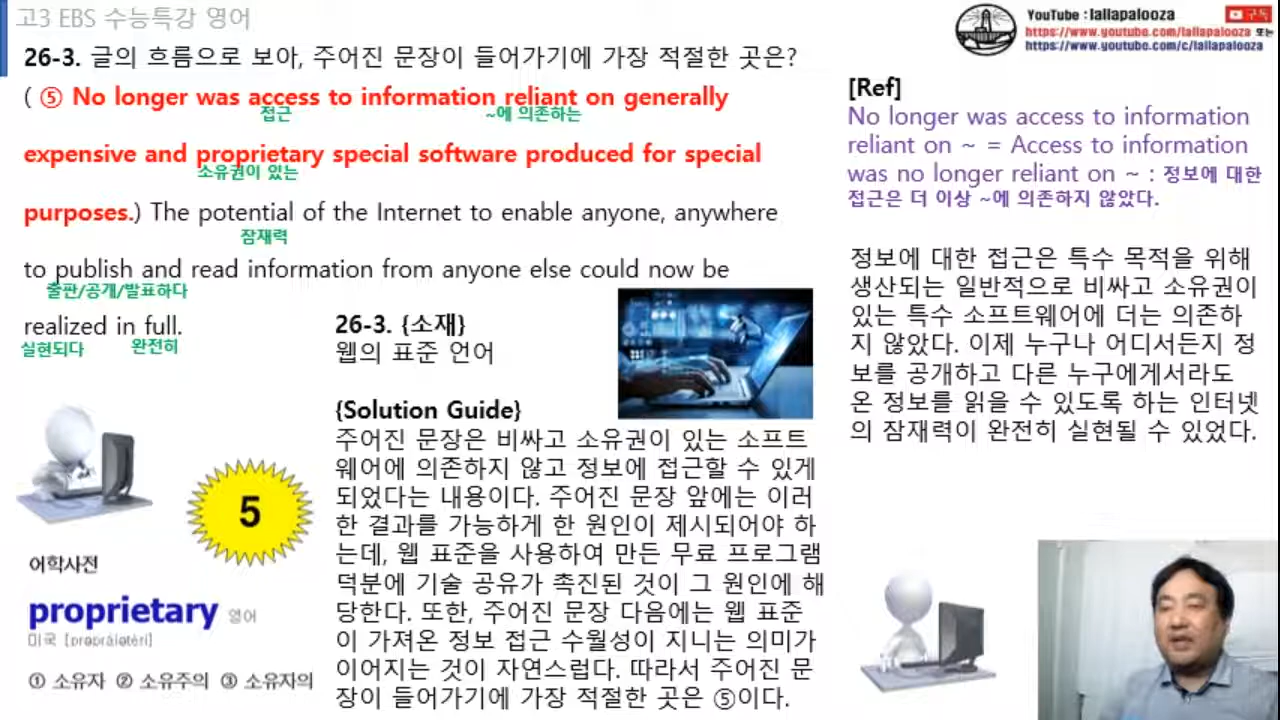 고3 EBS 수능특강 영어
26-3. 글의 흐름으로 보아, 주어진 문장이 들어가기에 가장 적절한 곳은?
( ⑤ No longer was access to information reliant on generally
접근 ~에 의존하는
expensive and proprietary special software produced for special
소유권이 있는
purposes.) The potential of the Internet to enable anyone, anywhere
잠재력
to publish and read information from anyone else could now be
출판/공개/발표하다
realized in full.
실현되다 완전히
26-3. {소재}
웹의 표준 언어
{Solution Guide}
주어진 문장은 비싸고 소유권이 있는 소프트
웨어에 의존하지 않고 정보에 접근할 수 있게
되었다는 내용이다. 주어진 문장 앞에는 이러
한 결과를 가능하게 한 원인이 제시되어야 하
는데, 웹 표준을 사용하여 만든 무료 프로그램
덕분에 기술 공유가 촉진된 것이 그 원인에 해
당한다. 또한, 주어진 문장 다음에는 웹 표준
이 가져온 정보 접근 수월성이 지니는 의미가
이어지는 것이 자연스럽다. 따라서 주어진 문
장이 들어가기에 가장 적절한 곳은 ⑤이다.
5
어학사전
proprietary 영어
미국 [prəpráiəteri]
① 소유자 ② 소유주의 ③ 소유자의
YouTube : lallapalooza
구독
https://www.youtube.com/lallapalooza 또는
https://www.youtube.com/c/lallapalooza
[Ref]
No longer was access to information
reliant on ~ = Access to information
was no longer reliant on ~ : 정보에 대한
접근은 더 이상 ~에 의존하지 않았다.
정보에 대한 접근은 특수 목적을 위해
생산되는 일반적으로 비싸고 소유권이
있는 특수 소프트웨어에 더는 의존하
지 않았다. 이제 누구나 어디서든지 정
보를 공개하고 다른 누구에게서라도
온 정보를 읽을 수 있도록 하는 인터넷
의 잠재력이 완전히 실현될 수 있었다.